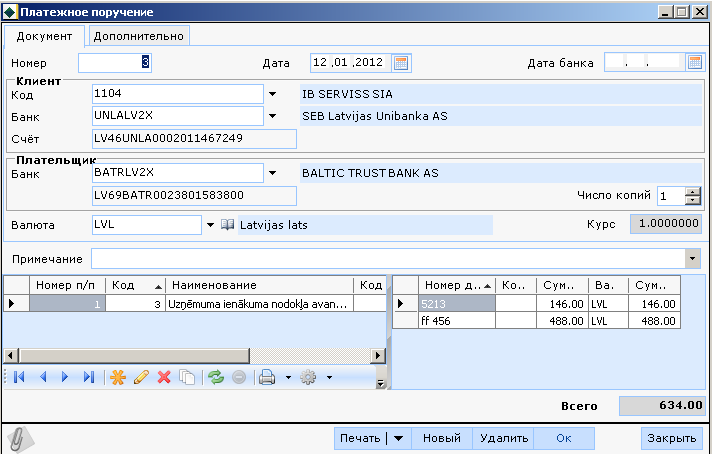 Платежное поручение
Документ Дополнительно
Номер 3 Дата 12 .01 .2012 Дата банка . .
Клиент
Код 1104 IB SERVISS SIA
Банк UNLALV2X SEB Latvijas Unibanka AS
Счёт LV46UNLA0002011467249
Плательщик
Банк BATRLV2X BALTIC TRUST BANK AS
LV69BATR0023801583800 Число копий 1
Валюта LVL Latvijas lats Курс 1.0000000
Примечание
Номер п/п Код Наименование Код Номер д.. Ко.. Сум.. Ва. Сум..
1 3 Uzņēmuma ienākuma nodokļa avan... 5213 146.00 LVL 146.00
ff 456 488.00 LVL 488.00
Всего 634.00
Печать Новый Удалить Ок Закрыть